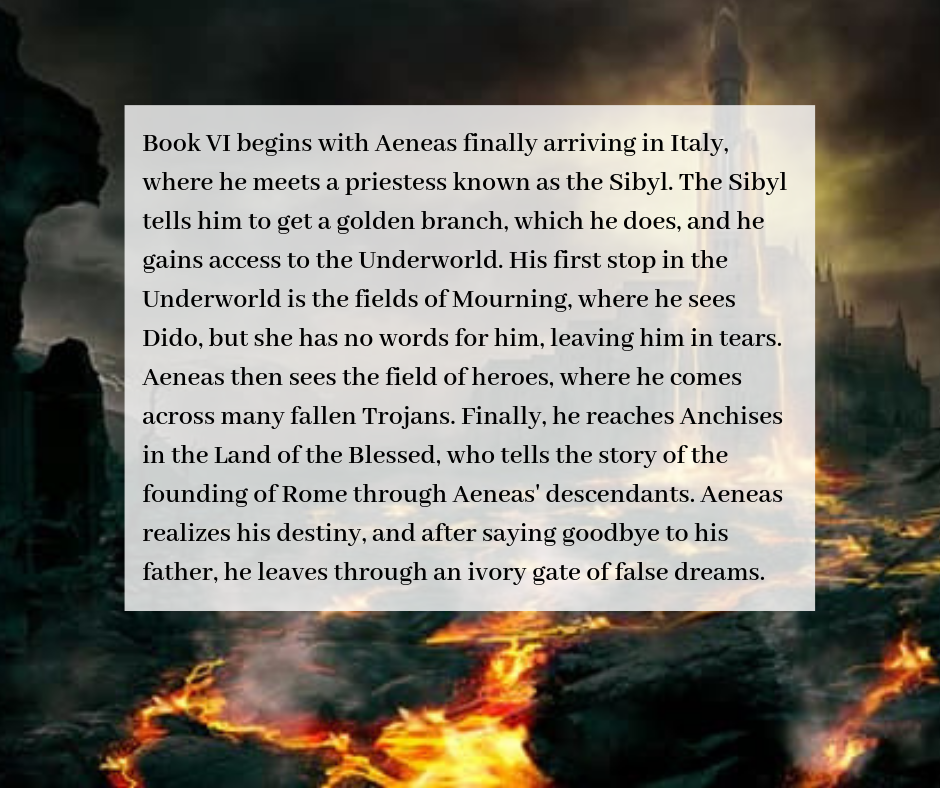 Book VI begins with Aeneas finally arriving in Italy,
where he meets a priestess known as the Sibyl. The Sibyl
tells him to get a golden branch, which he does, and he
gains access to the Underworld. His first stop in the
Underworld is the fields of Mourning, where he sees
Dido, but she has no words for him, leaving him in tears.
Aeneas then sees the field of heroes, where he comes
across many fallen Trojans. Finally, he reaches Anchises
in the Land of the Blessed, who tells the story of the
founding of Rome through Aeneas' descendants. Aeneas
realizes his destiny, and after saying goodbye to his
father, he leaves through an ivory gate of false dreams.